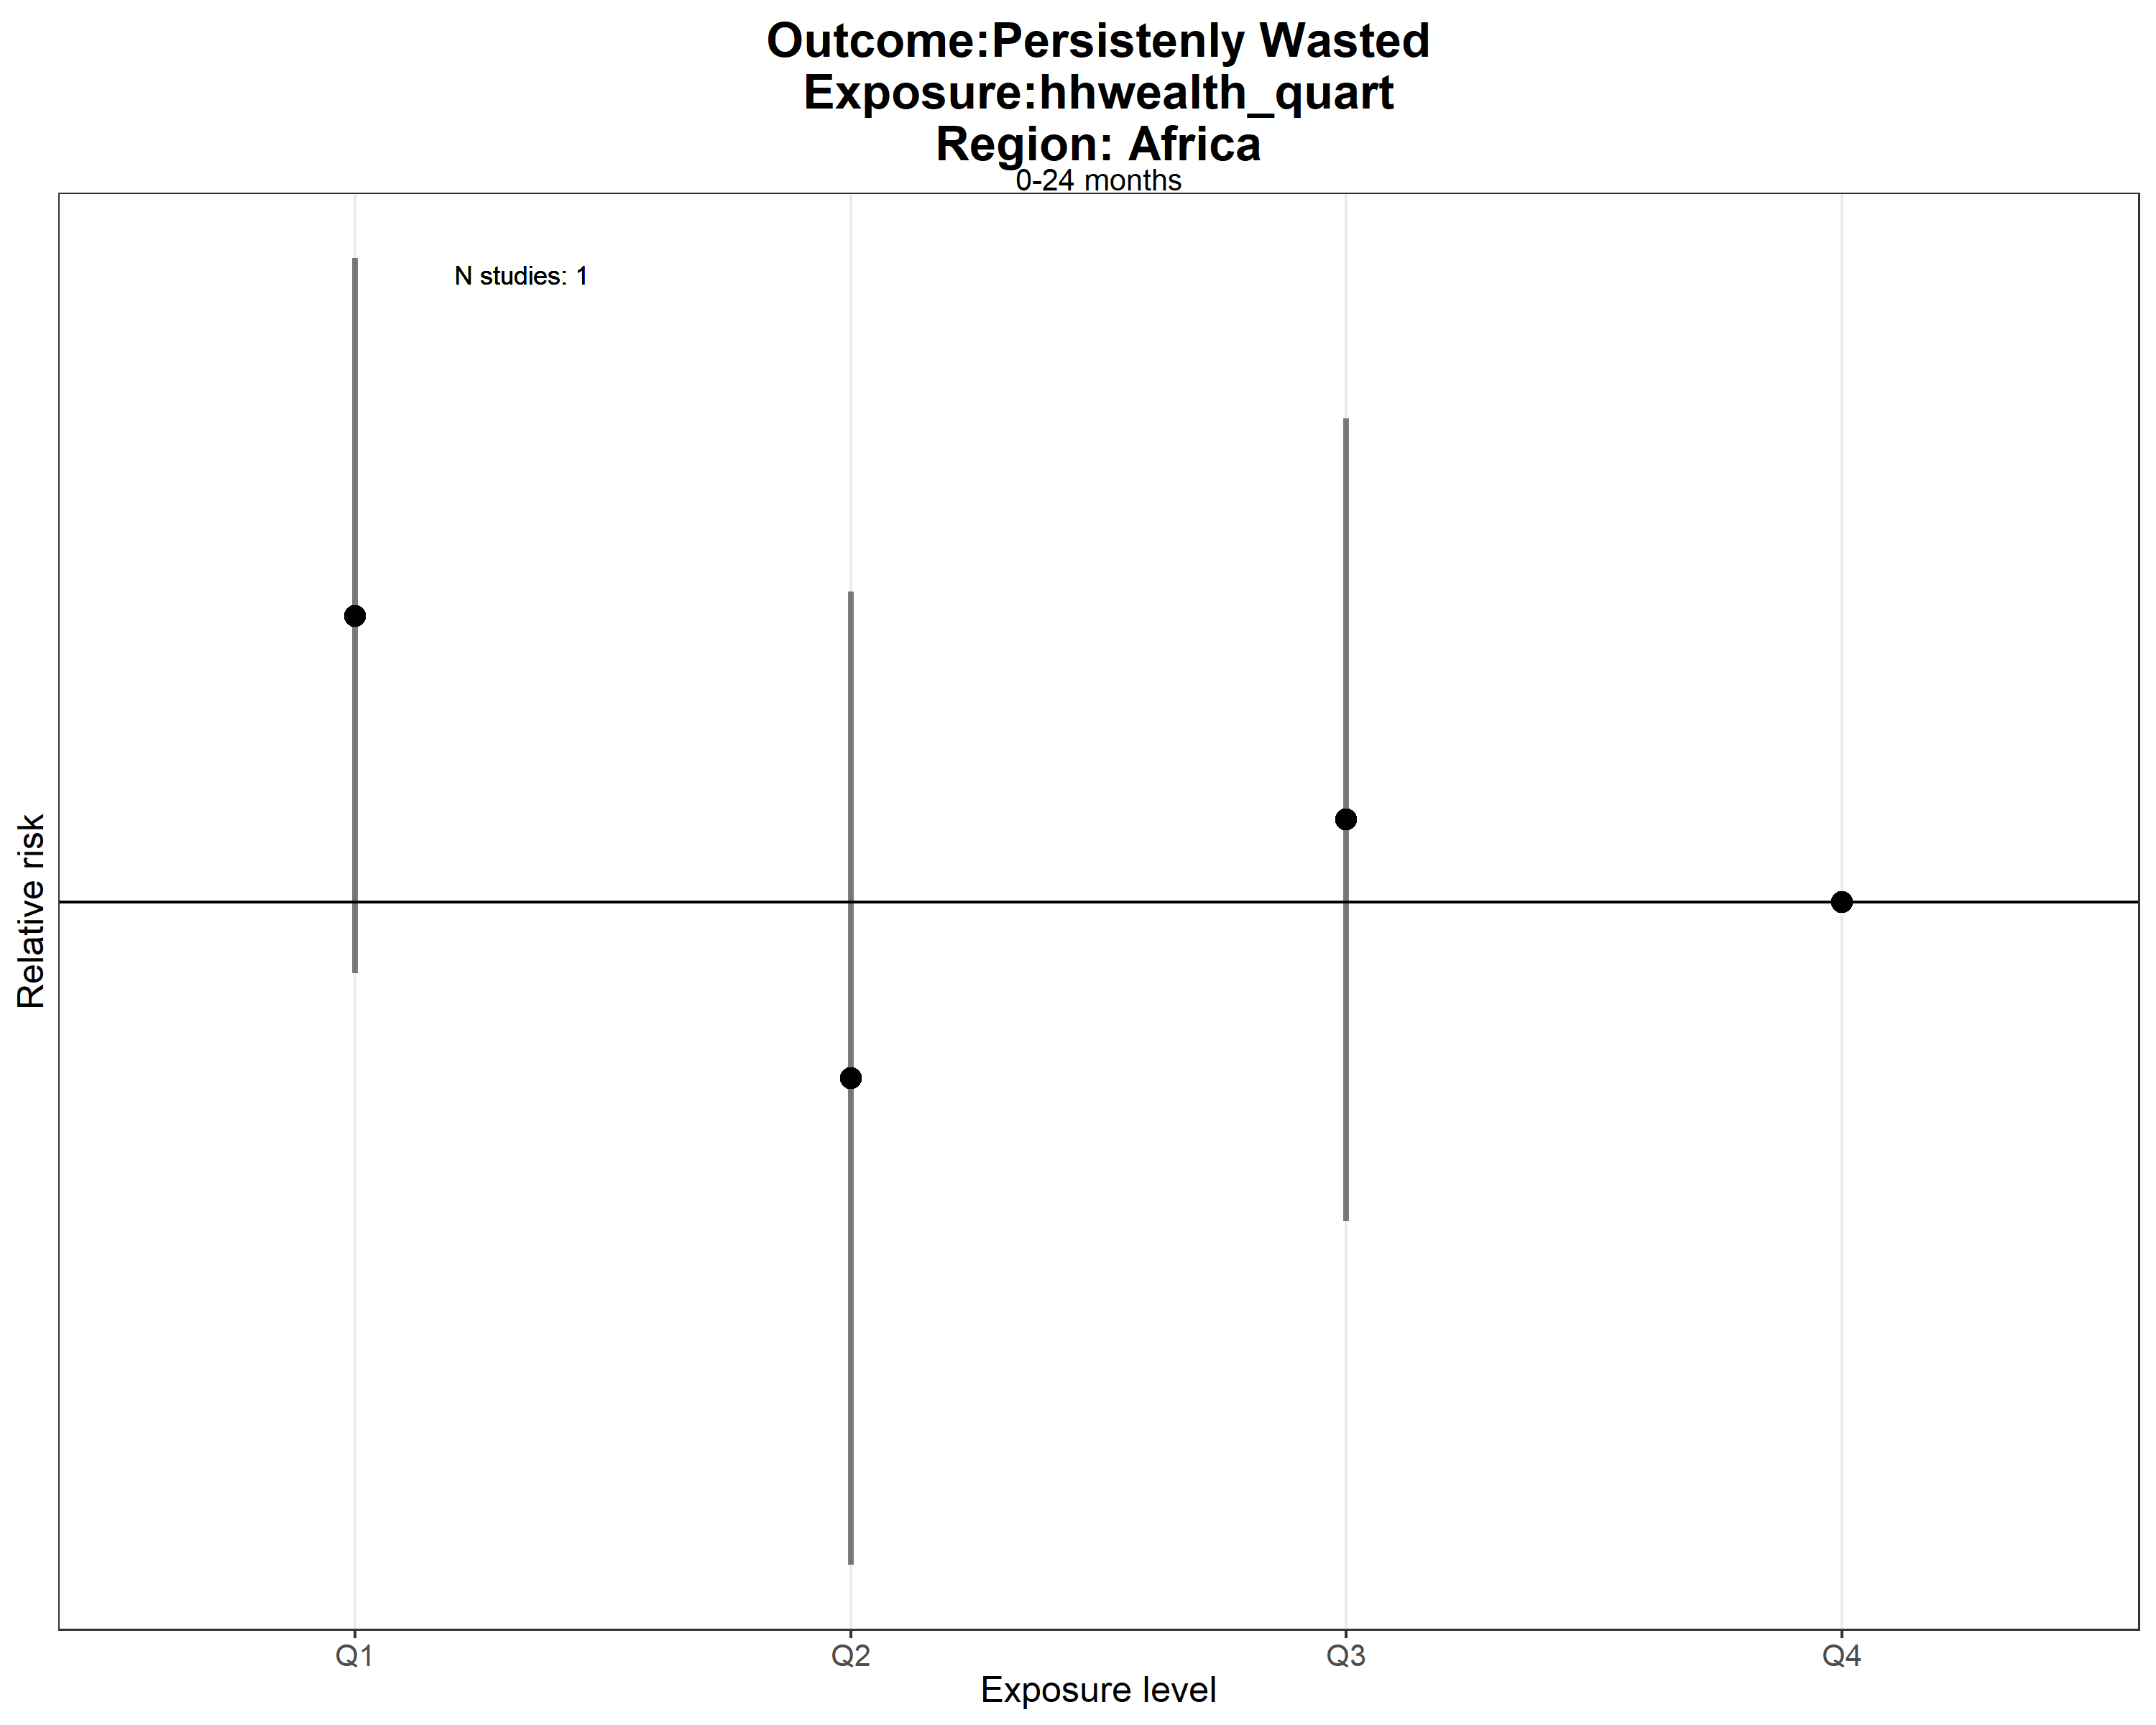 Outcome:Persistenly Wasted
Exposure:hhwealth_quart
Region: Africa
0-24 months
N studies: 1
Relative risk
Q1 Q2 Q3 Q4
Exposure level